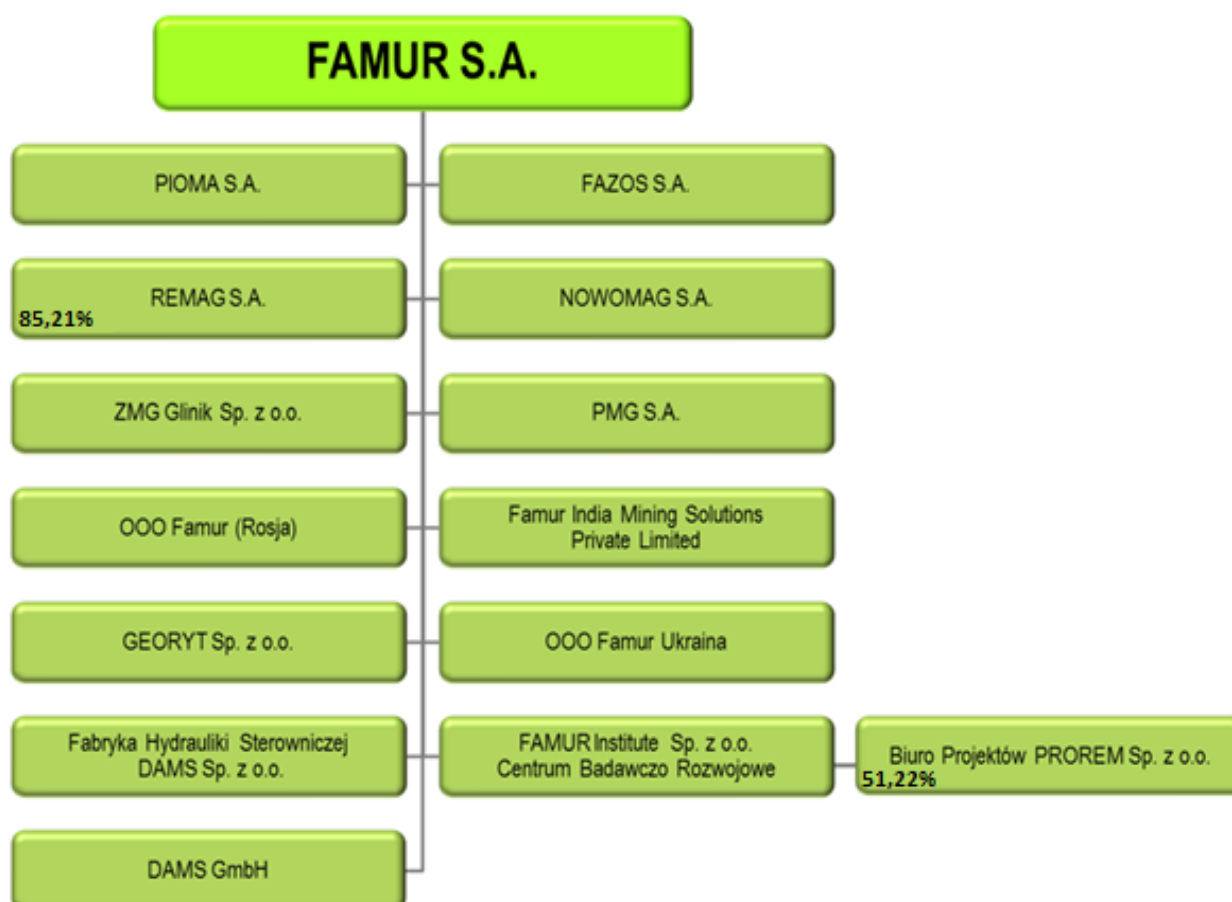 FAMUR S.A.
PIOMA S.A.
FAZOS S.A.
REMAG S.A.
85,21%
NOWOMAG S.A.
ZMG Glinik Sp. z o.o.
PMG S.A.
OOO Famur (Rosja)
Famur India Mining Solutions
Private Limited
GEORYT Sp. z o.o.
OOO Famur Ukraina
Fabryka Hydrauliki Sterowniczej
DAMS Sp. z o.o.
FAMUR Institute Sp. z o.o.
Centrum Badawczo Rozwojowe
Biuro Projektów PROREM Sp. z o.o.
51,22%
DAMS GmbH